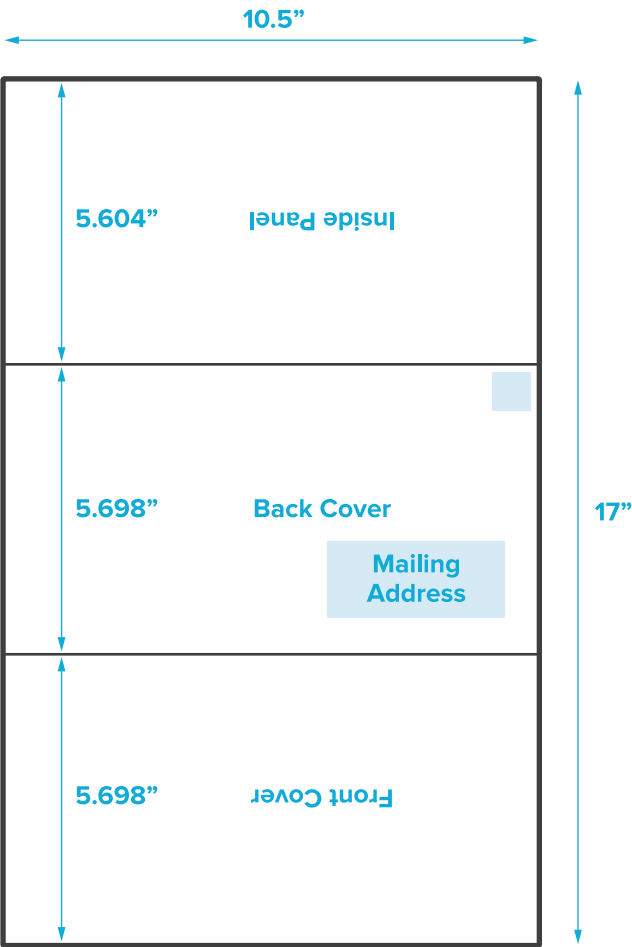 10.5”
5.604”
Inside Panel
5.698”
Back Cover
17”
Mailing
Address
5.698”
Front Cover